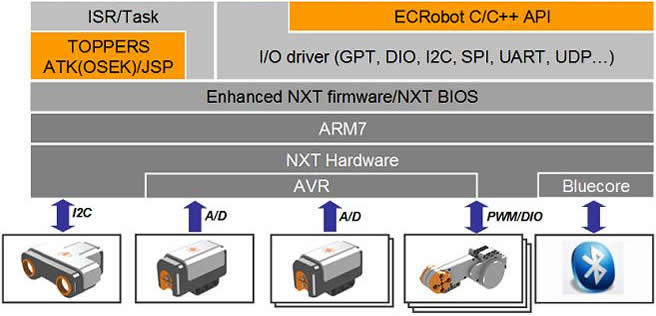 ISR/Task
ECRobot C/C++ API
TOPPERS
ATK(OSEK)/JSP
I/O driver (GPT, DIO, I2C, SPI, UART, UDP…)
Enhanced NXT firmware/NXT BIOS
ARM7
NXT Hardware
AVR
Bluecore
I2C
A/D
A/D
PWM/DIO